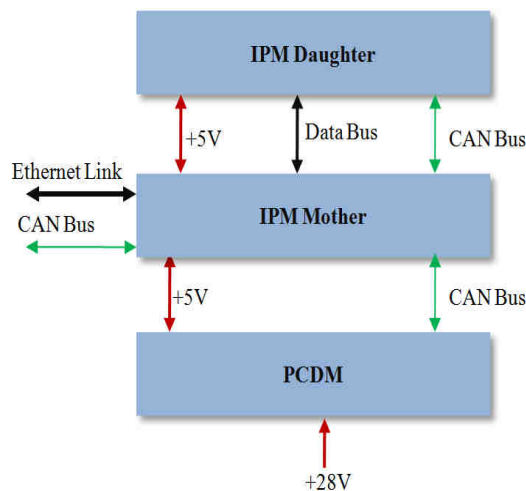 IPM Daughter
+5V
Data Bus
CAN Bus
Ethernet Link
IPM Mother
CAN Bus
+5V
CAN Bus
PCDM
+28V